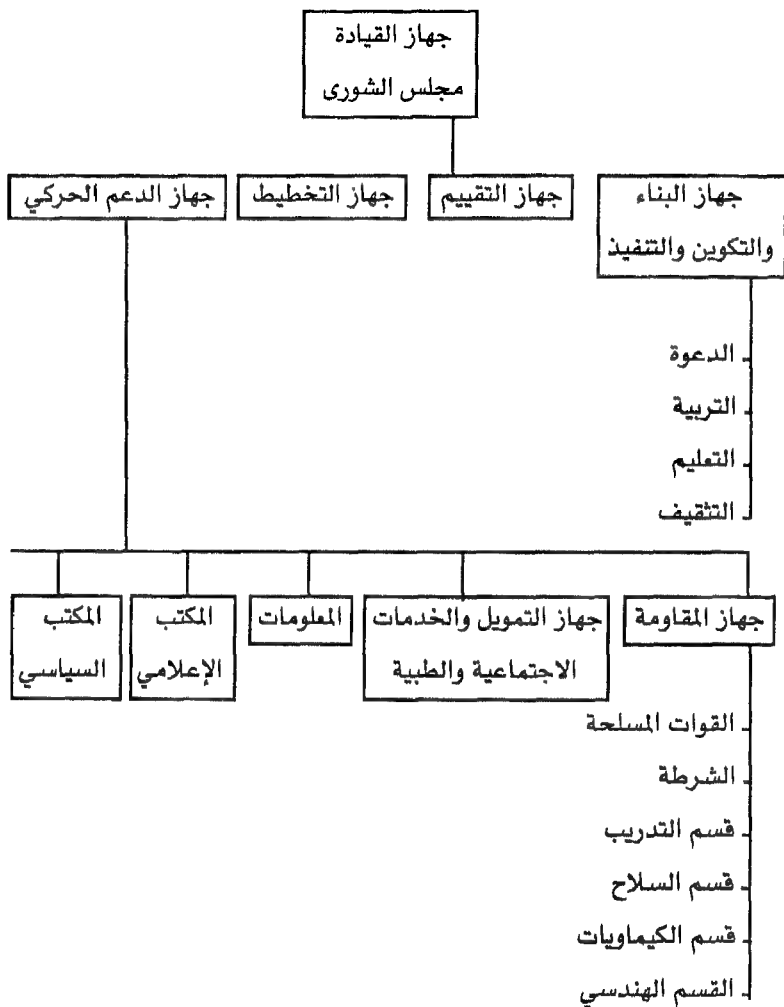 جهاز القيادة
مجلس الشورى
جهاز البناء
والتكوين والتنفيذ
جهاز التقييم
جهاز التخطيط
جهاز الدعم الحركي
الدعوة
التربية
التعليم
التثقيف
جهاز المقاومة
جهاز التمويل والخدمات
الاجتماعية والطبية
المعلومات
المكتب
الإعلامي
المكتب
السياسي
القوات المسلحة
الشرطة
قسم التدريب
قسم السلاح
قسم الكيماويات
القسم الهندسي